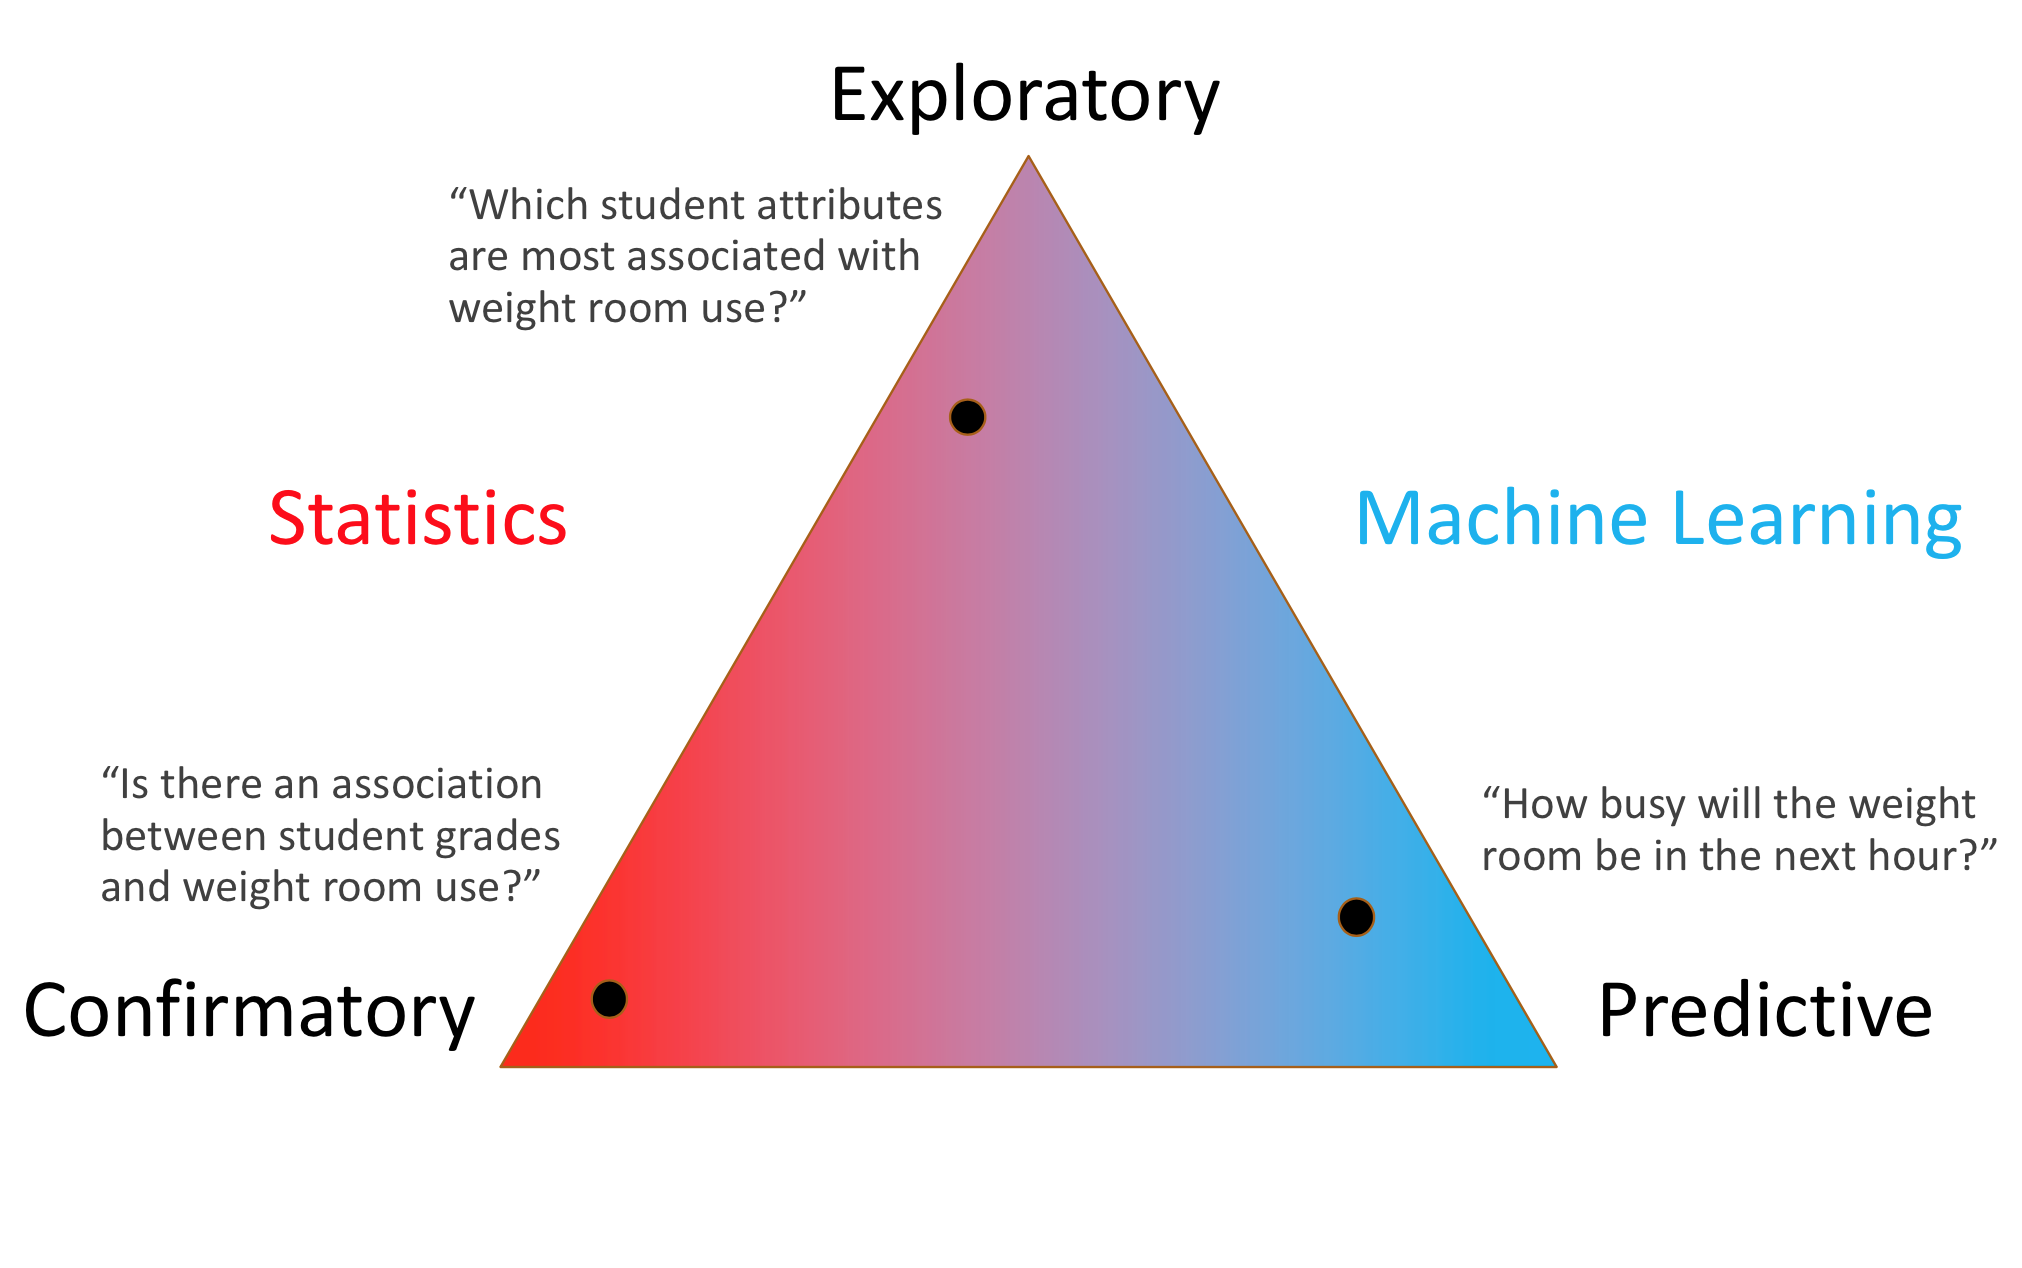 Exploratory
“Which student attributes
are most associated with
weight room use?”
Statistics
Machine Learning
“Is there an association
between student grades
and weight room use?”
“How busy will the weight
room be in the next hour?”
Confirmatory
Predictive